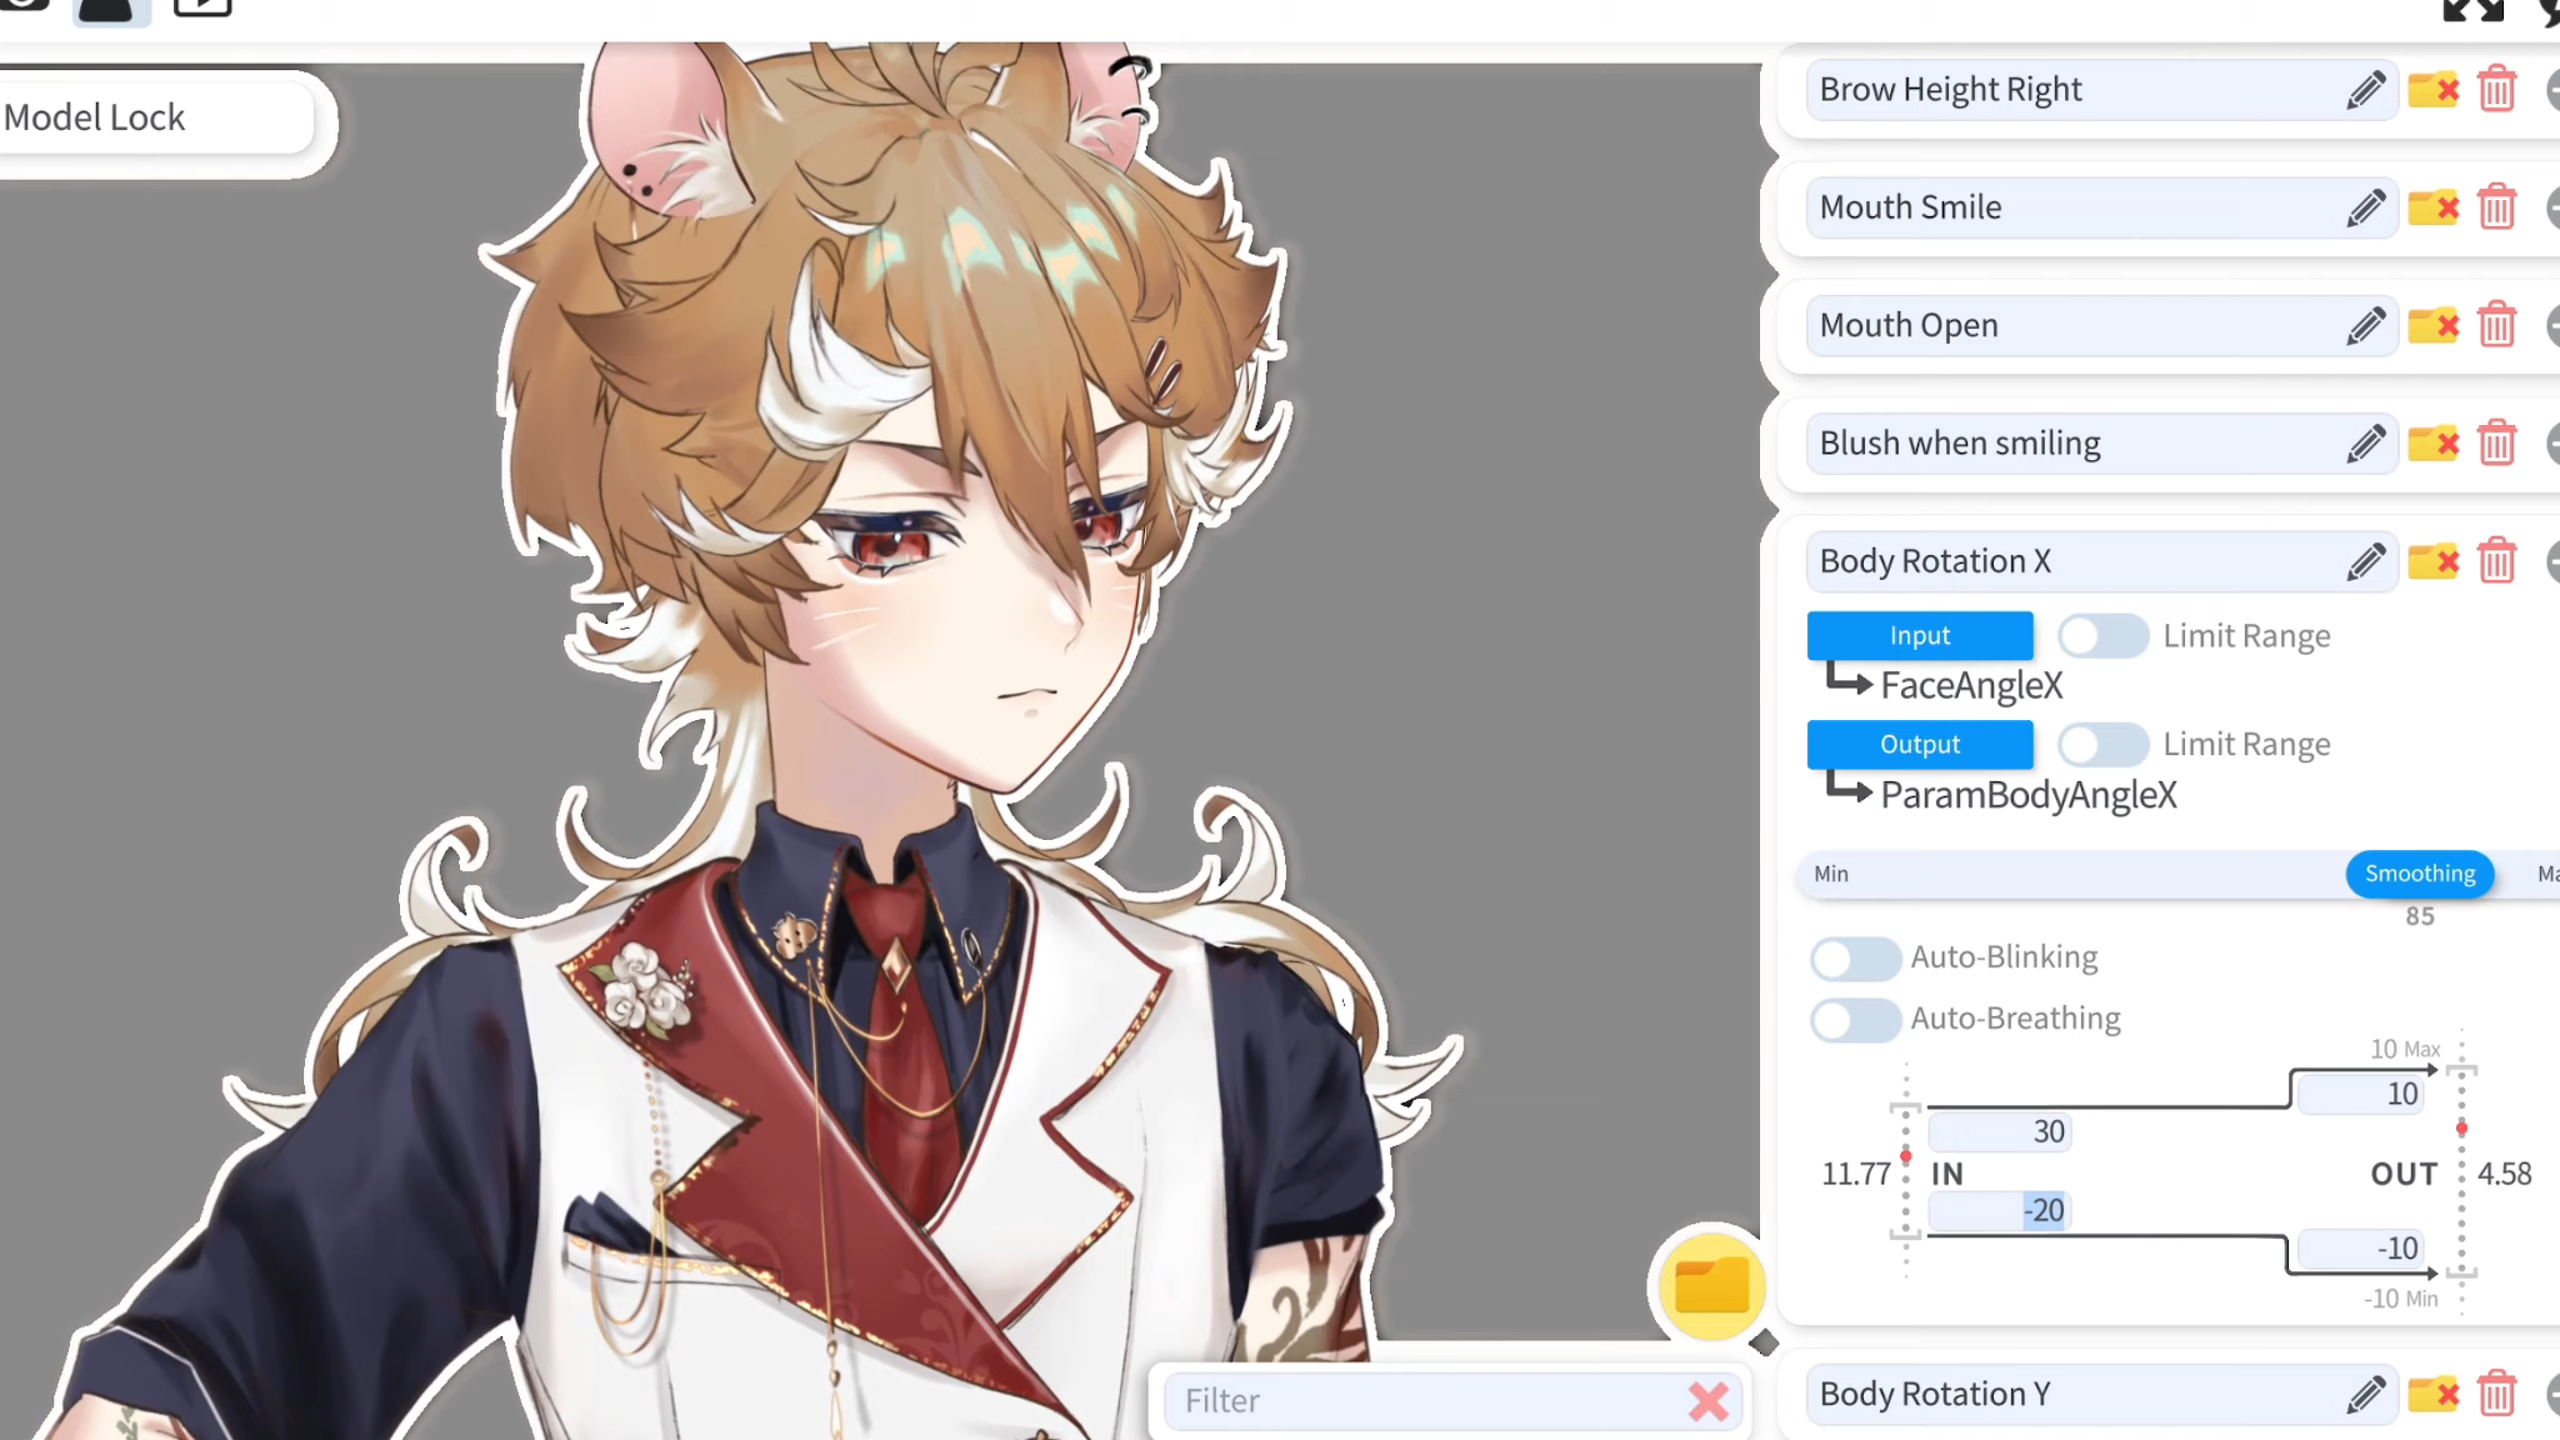 Model Lock
Brow Height Right
Mouth Smile
Mouth Open
Blush when smiling
Body Rotation X
Input
Limit Range
FaceAngleX
Output
Limit Range
ParamBodyAngleX
Min
Smoothing
85
Auto-Blinking
Auto-Breathing
10 Max
10
30
11.77
IN
OUT
4.58
-20
-10
-10 Min
Filter
Body Rotation Y